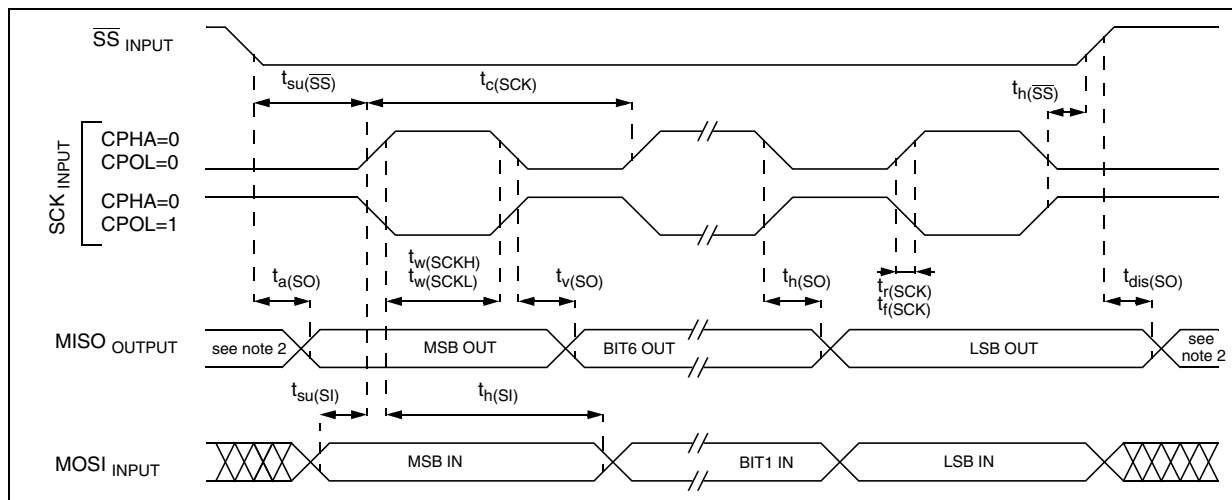 SS INPUT
tsu(SS)
tc(SCK)
th(SS)
SCK INPUT
CPHA=0
CPOL=0
CPHA=0
CPOL=1
tw(SCKH)
tw(SCKL)
ta(SO)
tv(SO)
th(SO)
tr(SCK)
tf(SCK)
tdis(SO)
MISO OUTPUT
see note 2
MSB OUT
BIT6 OUT
LSB OUT
see
note 2
tsu(SI)
th(SI)
MOSI INPUT
MSB IN
BIT1 IN
LSB IN